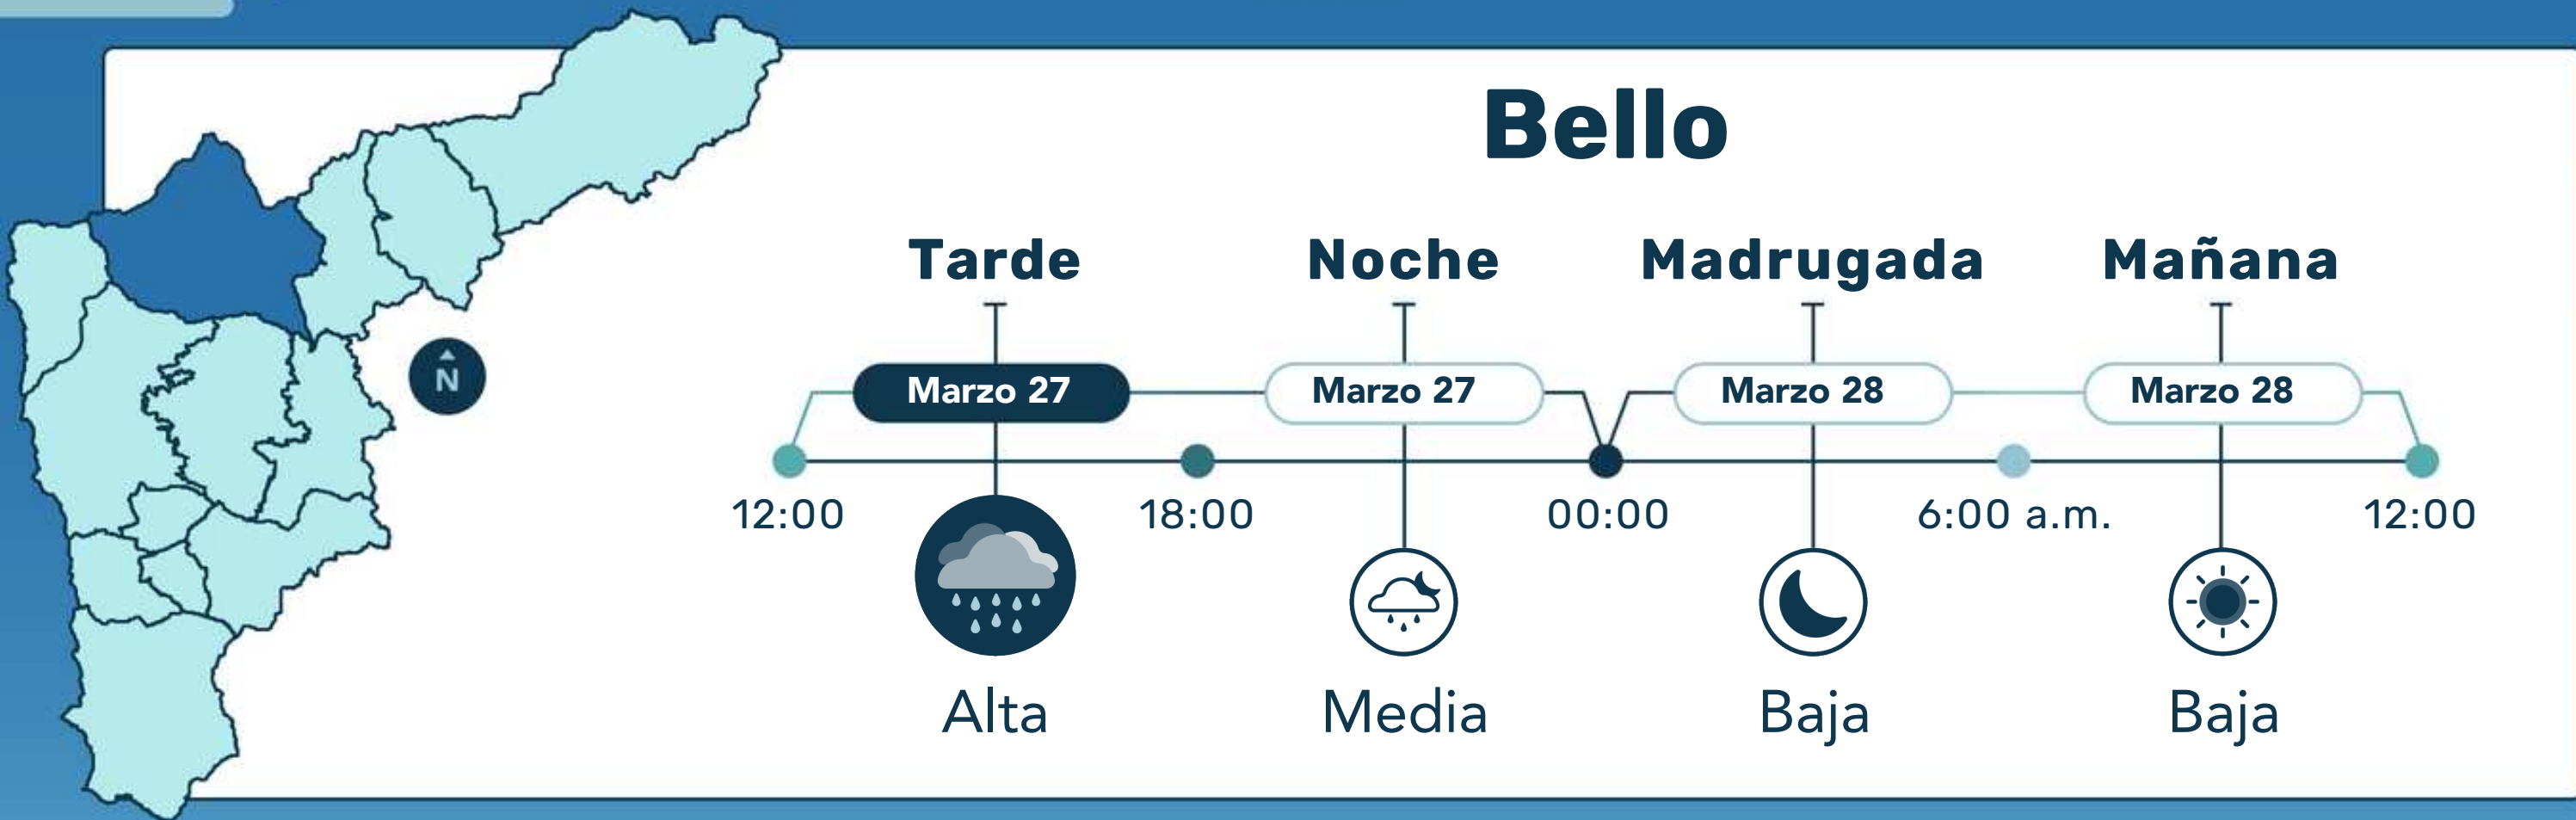 Bello
Tarde Noche Madrugada Mañana
N
Marzo 27 Marzo 27 Marzo 28 Marzo 28
12:00 18:00 00:00 6:00 a.m. 12:00
Alta Media Baja Baja